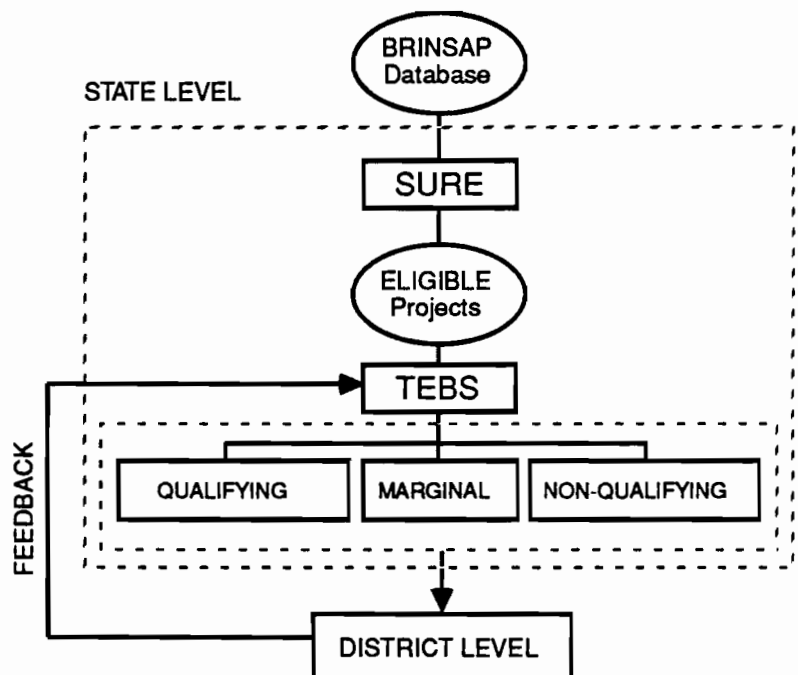 BRINSAP
Database
STATE LEVEL
SURE
ELIGIBLE
Projects
TEBS
QUALIFYING
MARGINAL
NON-QUALIFYING
FEEDBACK
DISTRICT LEVEL